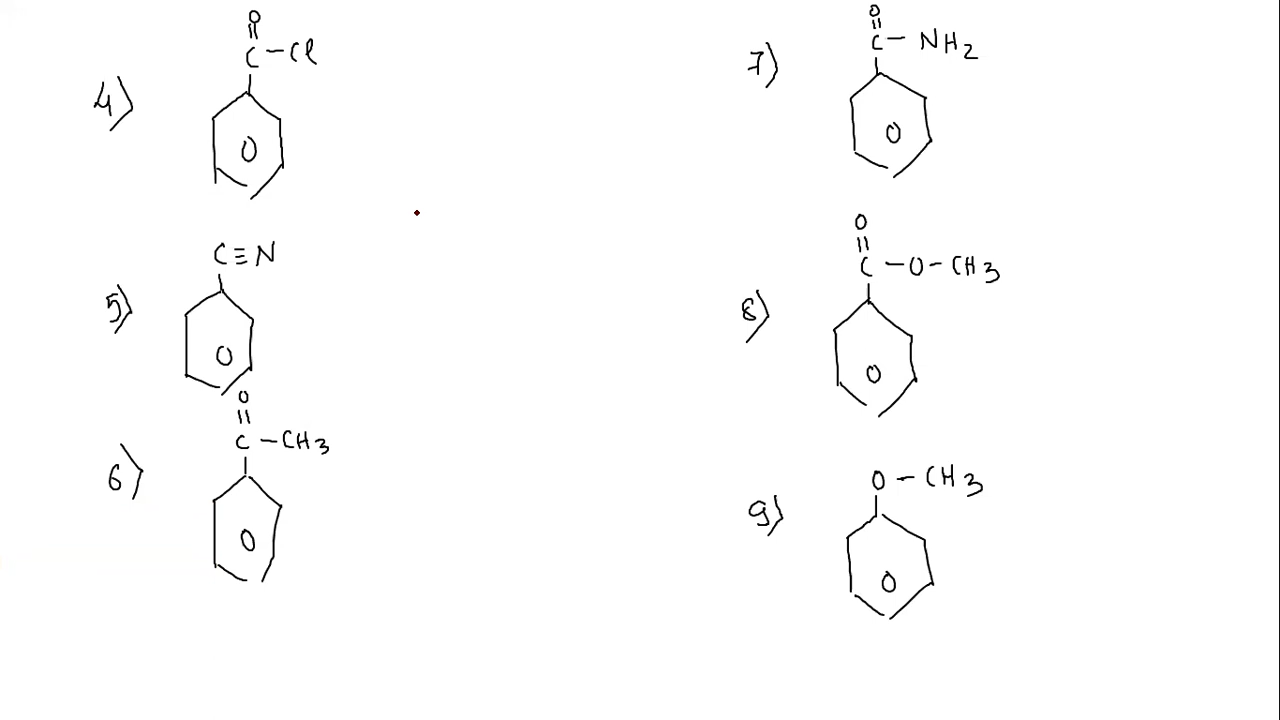 4)
O
||
C - Cl
O
5)
C ≡ N
O
6)
O
||
C - CH3
O
7)
O
||
C - NH2
O
8)
O
||
C - O - CH3
O
9)
O - CH3
O